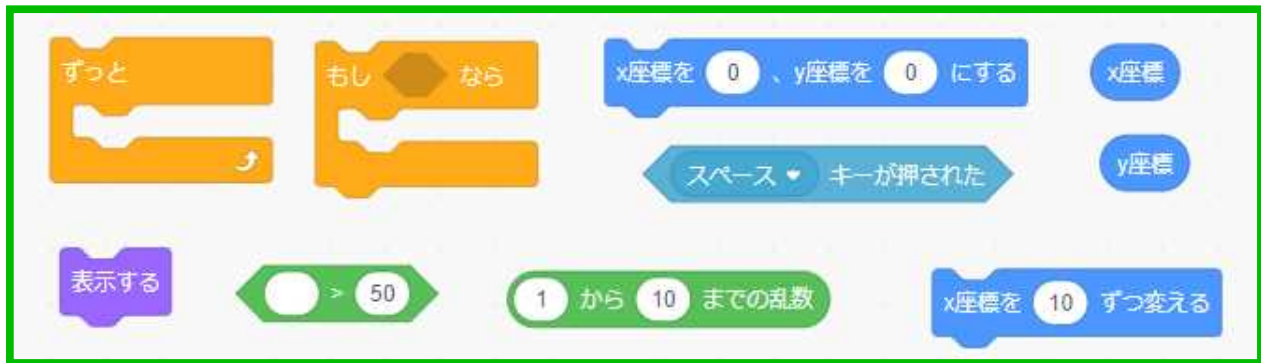 ずっと
もし なら
x座標を 0 、y座標を 0 にする
x座標
スペース キーが押された
y座標
表示する
> 50
1 から 10 までの乱数
x座標を 10 ずつ変える